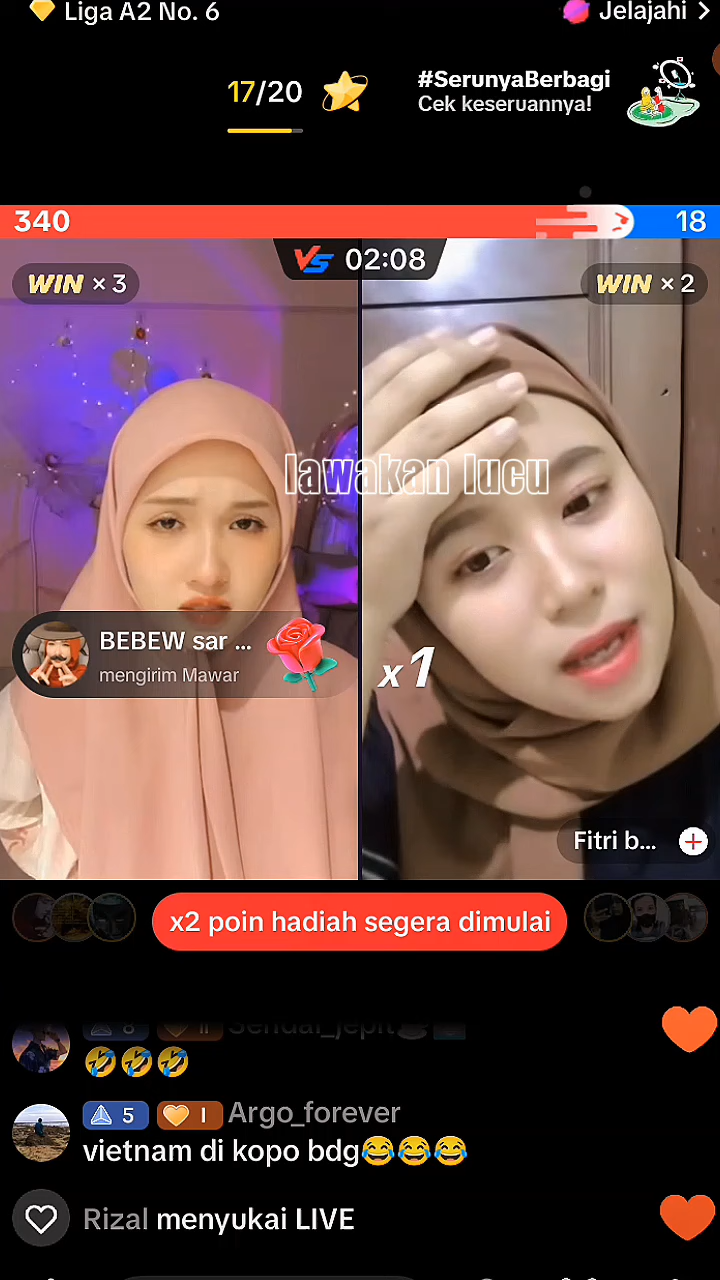 Liga A2 No. 6
Jelajahi >
17/20
#SerunyaBerbagi
Cek keseruannya!
340
18
VS 02:08
WIN × 3
WIN × 2
lawakan lucu
BEBEW sar ...
mengirim Mawar
x1
Fitri b...
x2 poin hadiah segera dimulai
🤣🤣🤣
5
I
Argo_forever
vietnam di kopo bdg😂😂😂
Rizal menyukai LIVE